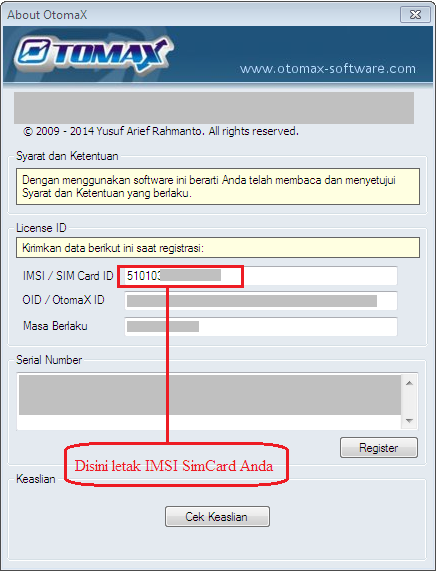 About OtomaX
OTOMAX
www.otomax-software.com
© 2009 - 2014 Yusuf Arief Rahmanto. All rights reserved.
Syarat dan Ketentuan
Dengan menggunakan software ini berarti Anda telah membaca dan menyetujui
Syarat dan Ketentuan yang berlaku.
License ID
Kirimkan data berikut ini saat registrasi:
IMSI / SIM Card ID 510103
OID / OtomaX ID
Masa Berlaku
Serial Number
Register
Disini letak IMSI SimCard Anda
Keaslian
Cek Keaslian